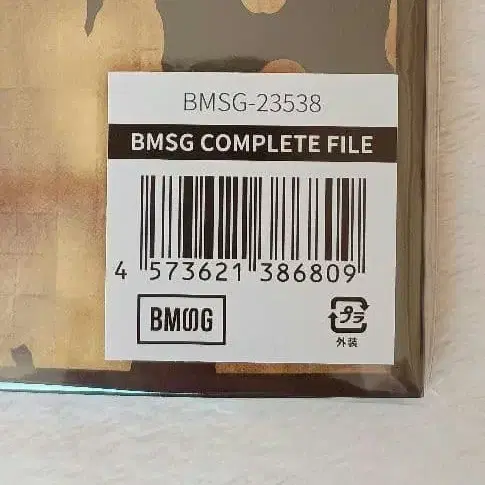 BMSG-23538
BMSG COMPLETE FILE
4 573621 386809
BMSG
プラ
外装